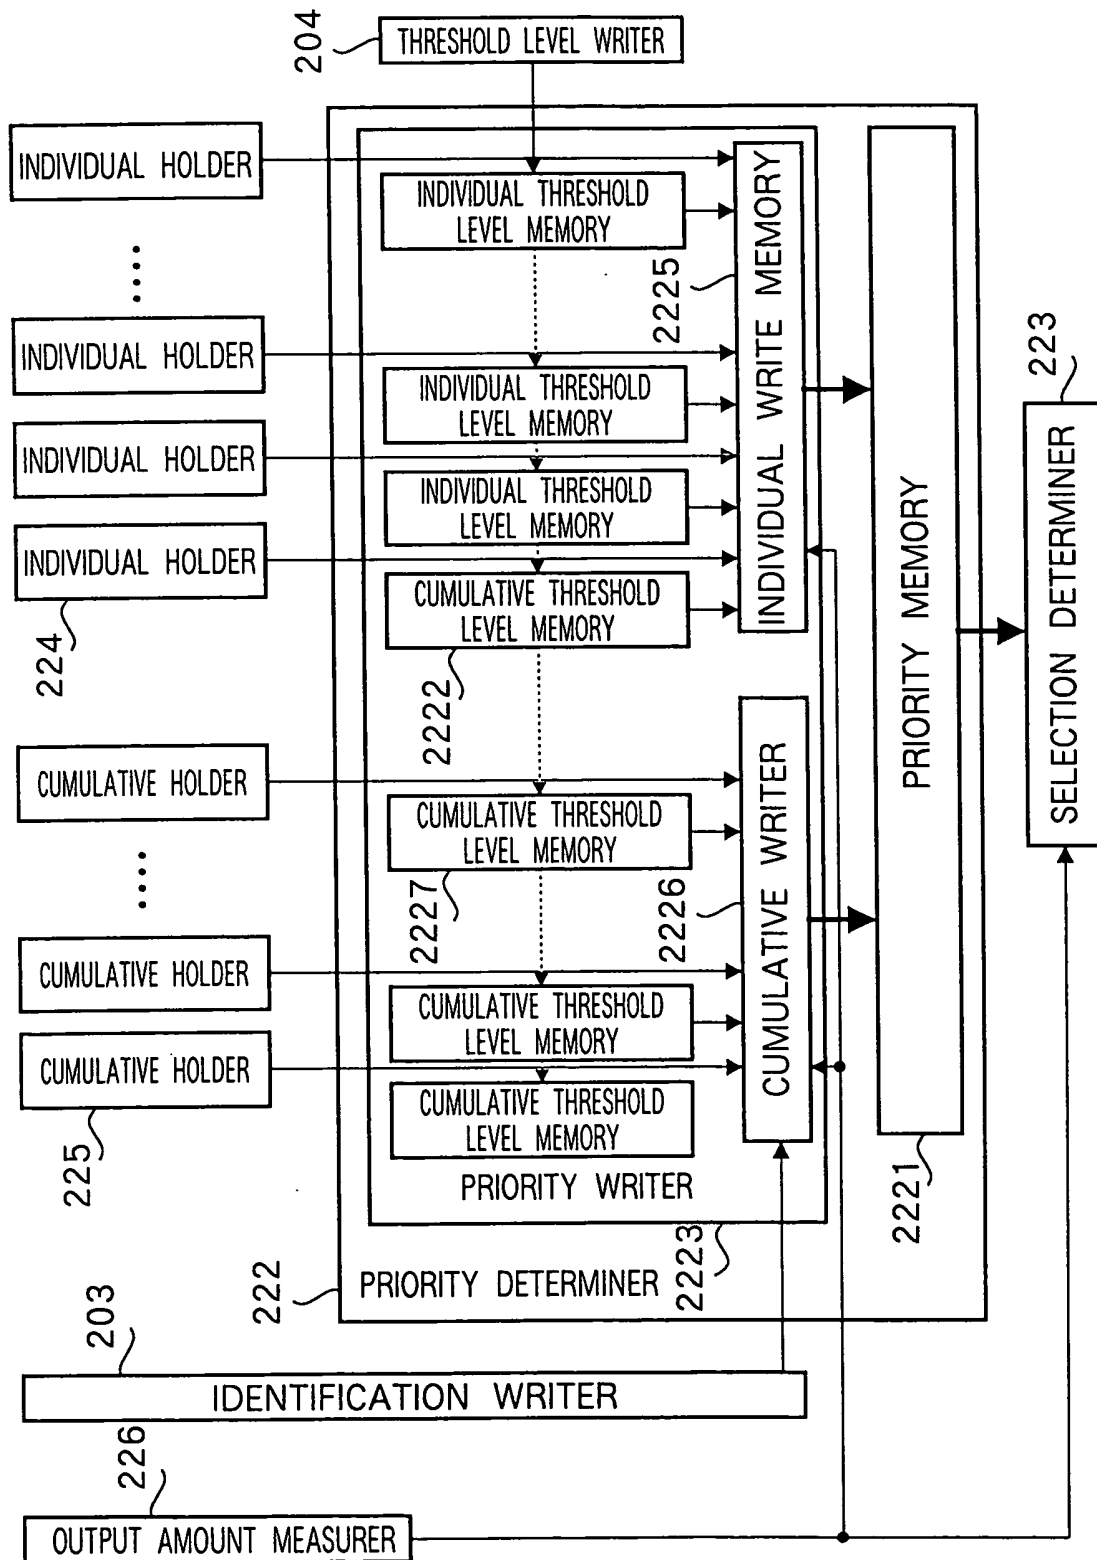 204
THRESHOLD LEVEL WRITER
INDIVIDUAL HOLDER
....
INDIVIDUAL HOLDER
INDIVIDUAL HOLDER
INDIVIDUAL HOLDER
224
CUMULATIVE HOLDER
....
CUMULATIVE HOLDER
CUMULATIVE HOLDER
225
INDIVIDUAL THRESHOLD
LEVEL MEMORY
INDIVIDUAL THRESHOLD
LEVEL MEMORY
INDIVIDUAL THRESHOLD
LEVEL MEMORY
CUMULATIVE THRESHOLD
LEVEL MEMORY
2222
CUMULATIVE THRESHOLD
LEVEL MEMORY
2227
CUMULATIVE THRESHOLD
LEVEL MEMORY
CUMULATIVE THRESHOLD
LEVEL MEMORY
PRIORITY WRITER
2223
2225
INDIVIDUAL WRITE MEMORY
2226
CUMULATIVE WRITER
PRIORITY MEMORY
2221
223
SELECTION DETERMINER
222
PRIORITY DETERMINER
203
IDENTIFICATION WRITER
226
OUTPUT AMOUNT MEASURER